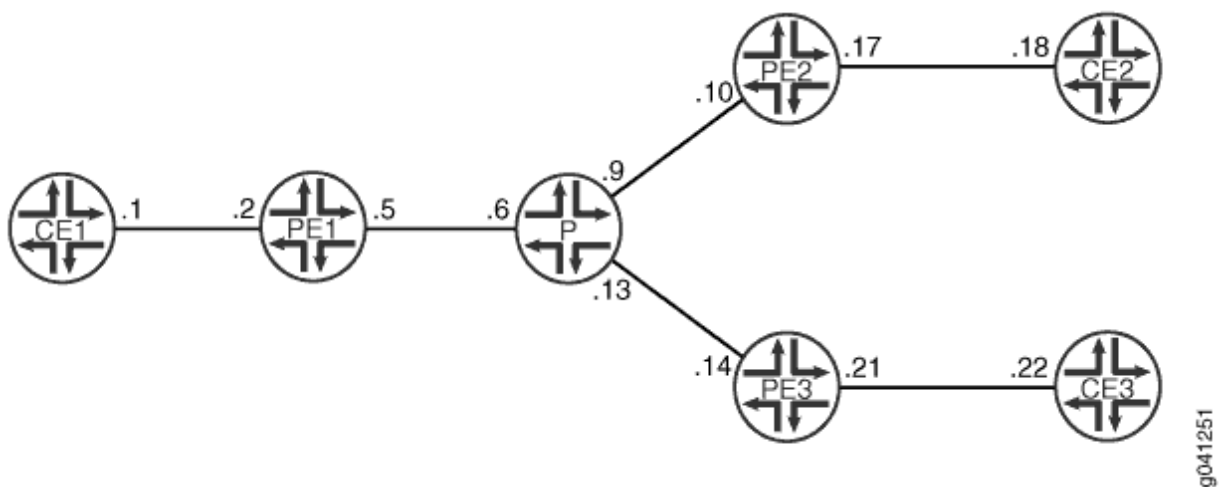 PE2
.17
.18
CE2
.10
.9
CE1
.1
.2
PE1
.5
.6
P
.13
.14
PE3
.21
.22
CE3
g041251